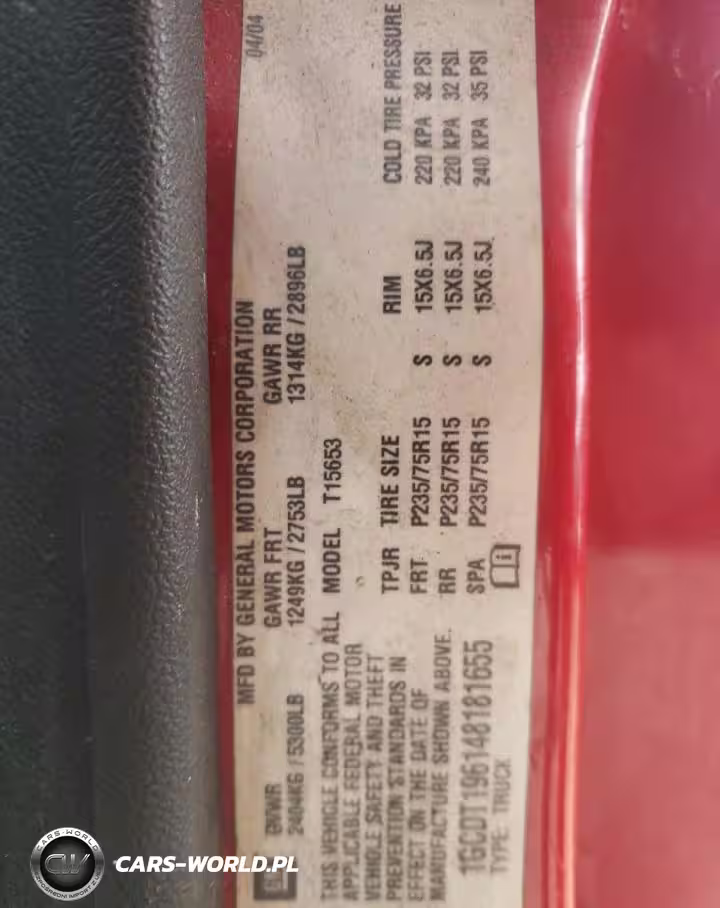 MFD BY GENERAL MOTORS CORPORATION
04/04
GVWR
GAWR FRT
GAWR RR
2404KG / 5300LB
1249KG / 2753LB
1314KG / 2896LB
THIS VEHICLE CONFORMS TO ALL
APPLICABLE FEDERAL MOTOR
VEHICLE SAFETY AND THEFT
PREVENTION STANDARDS IN
EFFECT ON THE DATE OF
MANUFACTURE SHOWN ABOVE.
1GCDT196148181655
TYPE: TRUCK
MODEL T15653
TPJR TIRE SIZE RIM COLD TIRE PRESSURE
FRT P235/75R15 S 15X6.5J 220 KPA 32 PSI
RR P235/75R15 S 15X6.5J 220 KPA 32 PSI
SPA P235/75R15 S 15X6.5J 240 KPA 35 PSI
CARS-WORLD
CW
CARS-WORLD.PL